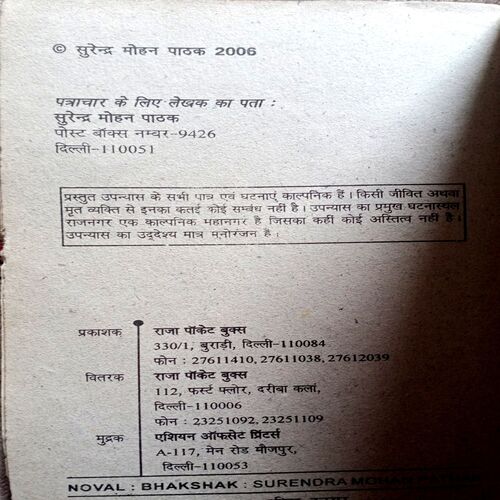 © सुरेन्द्र मोहन पाठक 2006
पत्राचार के लिए लेखक का पता :
सुरेन्द्र मोहन पाठक
पोस्ट बॉक्स नम्बर-9426
दिल्ली-110051
प्रस्तुत उपन्यास के सभी पात्र एवं घटनाएं काल्पनिक हैं। किसी जीवित अथवा
मृत व्यक्ति से इनका कतई कोई सम्बंध नहीं है। उपन्यास का प्रमुख घटनास्थल
राजनगर एक काल्पनिक महानगर है जिसका कहीं कोई अस्तित्व नहीं है।
उपन्यास का उद्देश्य मात्र मनोरंजन है।
प्रकाशक राजा पॉकेट बुक्स
330/1, बुराड़ी, दिल्ली-110084
फोन : 27611410, 27611038, 27612039
वितरक राजा पॉकेट बुक्स
112, फर्स्ट फ्लोर, दरीबा कलां,
दिल्ली-110006
फोन : 23251092, 23251109
मुद्रक एशियन ऑफसेट प्रिंटर्स
A-117, मेन रोड मौजपुर,
दिल्ली-110053
NOVAL : BHAKSHAK : SURENDRA MOHAN